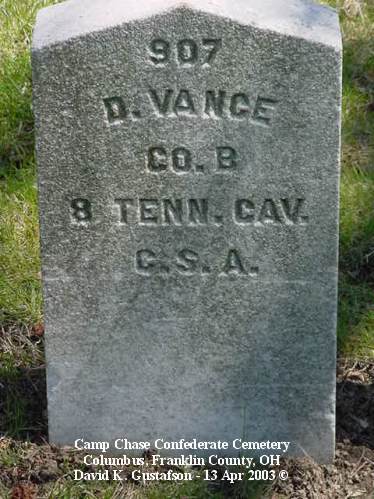 907
D. VANCE
CO. B
8 TENN. CAV.
C.S.A.
Camp Chase Confederate Cemetery
Columbus, Franklin County, OH
David K. Gustafson - 13 Apr 2003 ©